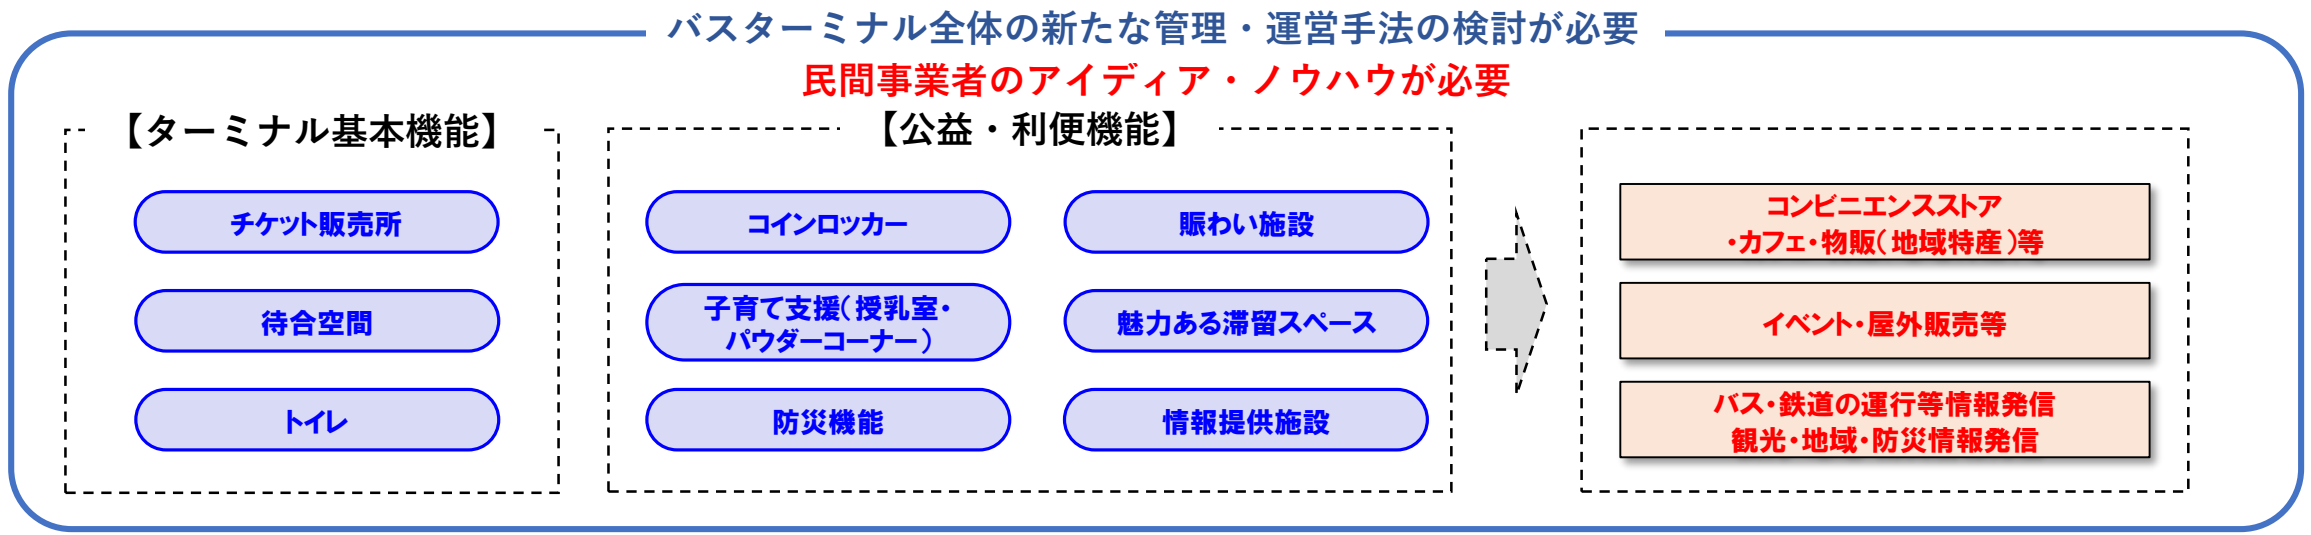 バスターミナル全体の新たな管理・運営手法の検討が必要
民間事業者のアイディア・ノウハウが必要
【ターミナル基本機能】
チケット販売所
待合空間
トイレ
【公益・利便機能】
コインロッカー
賑わい施設
子育て支援(授乳室・
パウダーコーナー)
魅力ある滞留スペース
防災機能
情報提供施設
コンビニエンスストア
・カフェ・物販(地域特産)等
イベント・屋外販売等
バス・鉄道の運行等情報発信
観光・地域・防災情報発信